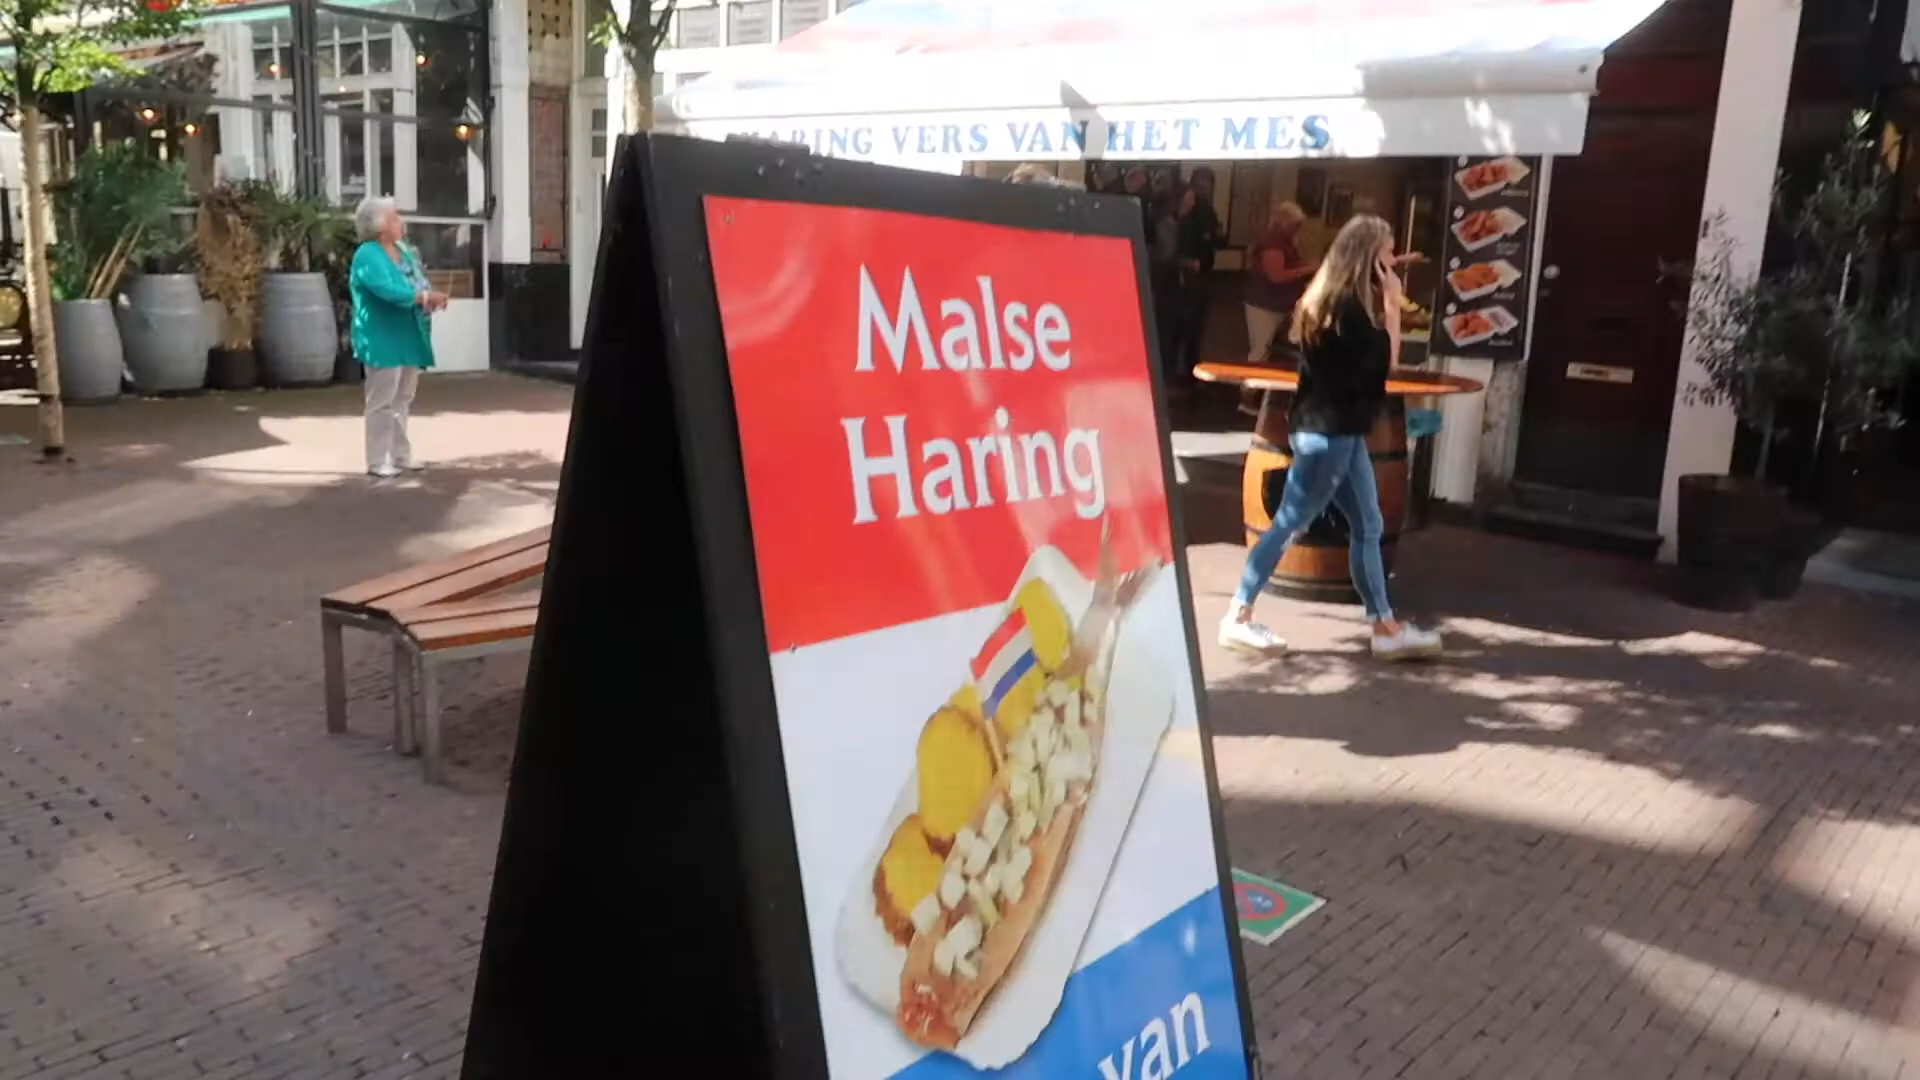 HARING VERS VAN HET MES
Malse
Haring
van